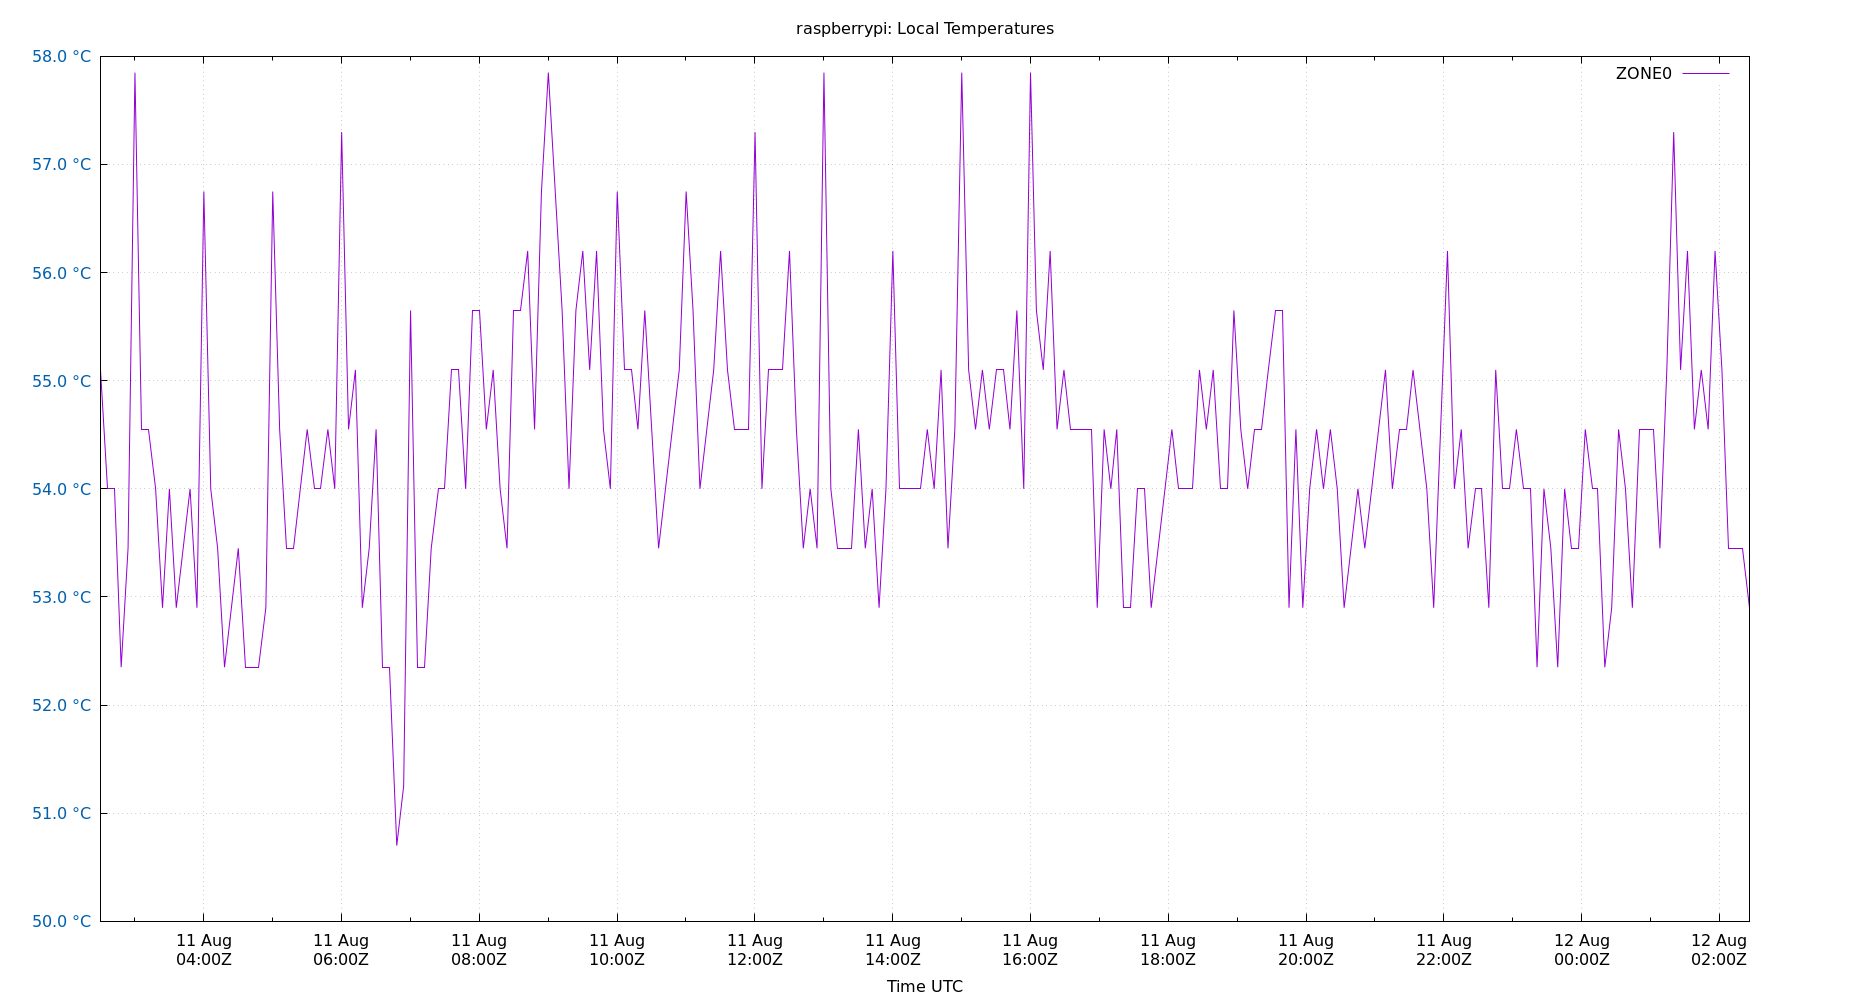 raspberrypi: Local Temperatures
58.0 °C
57.0 °C
56.0 °C
55.0 °C
54.0 °C
53.0 °C
52.0 °C
51.0 °C
50.0 °C
ZONE0
11 Aug 11 Aug 11 Aug 11 Aug 11 Aug 11 Aug 11 Aug 11 Aug 11 Aug 11 Aug 12 Aug 12 Aug
04:00Z 06:00Z 08:00Z 10:00Z 12:00Z 14:00Z 16:00Z 18:00Z 20:00Z 22:00Z 00:00Z 02:00Z
Time UTC